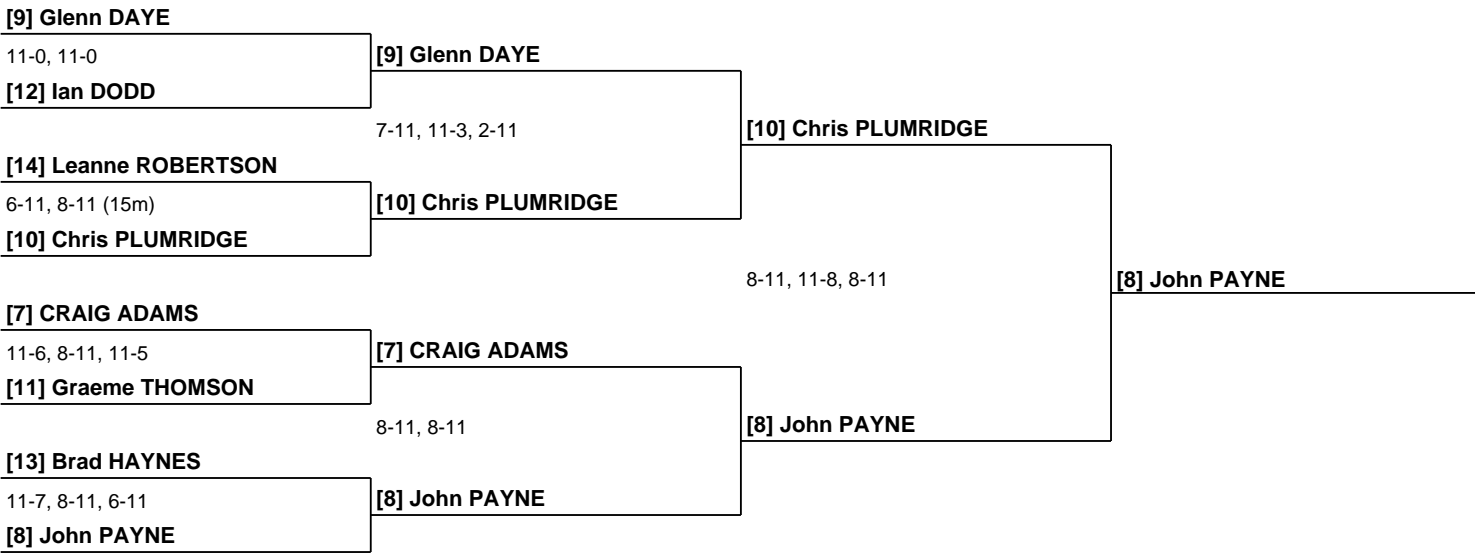 [9] Glenn DAYE
11-0, 11-0
[9] Glenn DAYE
[12] Ian DODD
7-11, 11-3, 2-11
[10] Chris PLUMRIDGE
[14] Leanne ROBERTSON
6-11, 8-11 (15m)
[10] Chris PLUMRIDGE
[10] Chris PLUMRIDGE
8-11, 11-8, 8-11
[8] John PAYNE
[7] CRAIG ADAMS
11-6, 8-11, 11-5
[7] CRAIG ADAMS
[11] Graeme THOMSON
8-11, 8-11
[8] John PAYNE
[13] Brad HAYNES
11-7, 8-11, 6-11
[8] John PAYNE
[8] John PAYNE